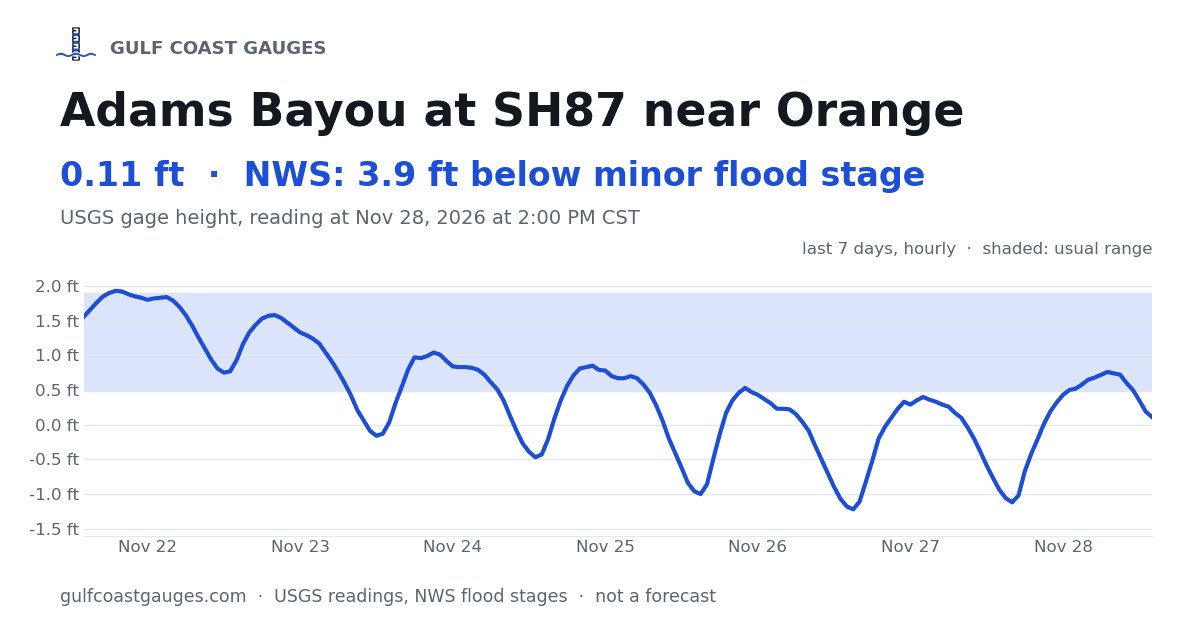 GULF COAST GAUGES
Adams Bayou at SH87 near Orange
0.11 ft · NWS: 3.9 ft below minor flood stage
USGS gage height, reading at Nov 28, 2026 at 2:00 PM CST
last 7 days, hourly · shaded: usual range
2.0 ft
1.5 ft
1.0 ft
0.5 ft
0.0 ft
-0.5 ft
-1.0 ft
-1.5 ft
Nov 22 Nov 23 Nov 24 Nov 25 Nov 26 Nov 27 Nov 28
gulfcoastgauges.com · USGS readings, NWS flood stages · not a forecast